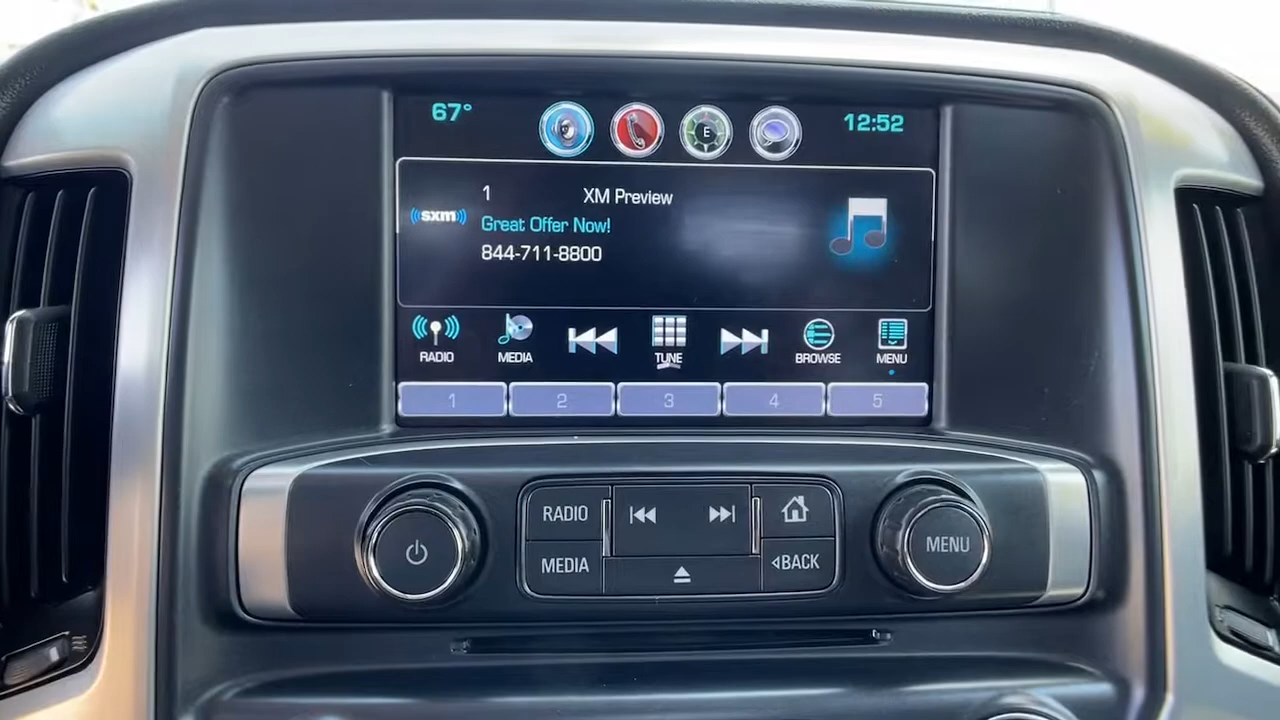 67°
E
12:52
1 XM Preview
((sxm))
Great Offer Now!
844-711-8800
RADIO MEDIA TUNE BROWSE MENU
1 2 3 4 5
RADIO
MEDIA
BACK
MENU